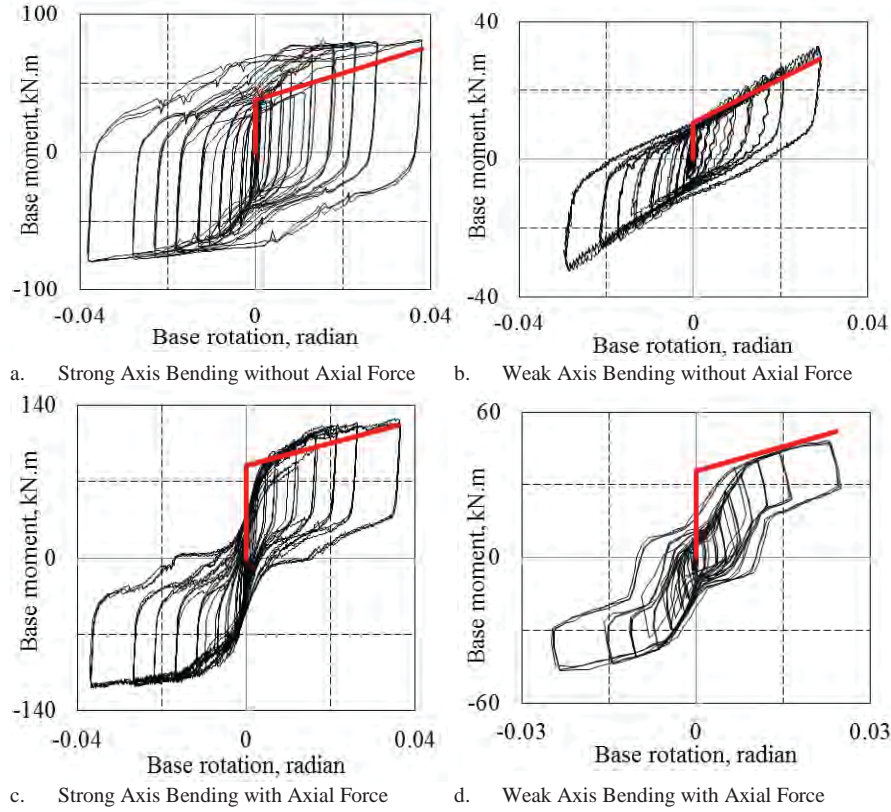 100
0
-100
-0.04
0
0.04
Base moment, kN.m
Base rotation, radian
a. Strong Axis Bending without Axial Force
40
0
-40
-0.04
0
0.04
Base moment, kN.m
Base rotation, radian
b. Weak Axis Bending without Axial Force
140
0
-140
-0.04
0
0.04
Base moment, kN.m
Base rotation, radian
c. Strong Axis Bending with Axial Force
60
0
-60
-0.03
0
0.03
Base moment, kN.m
Base rotation, radian
d. Weak Axis Bending with Axial Force